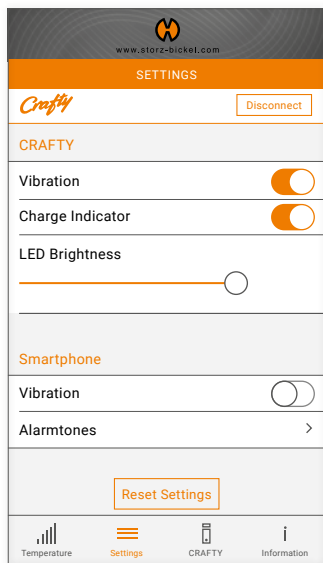 www.storz-bickel.com
SETTINGS
Crafty
Disconnect
CRAFTY
Vibration
Charge Indicator
LED Brightness
Smartphone
Vibration
Alarmtones
Reset Settings
Temperature
Settings
CRAFTY
Information